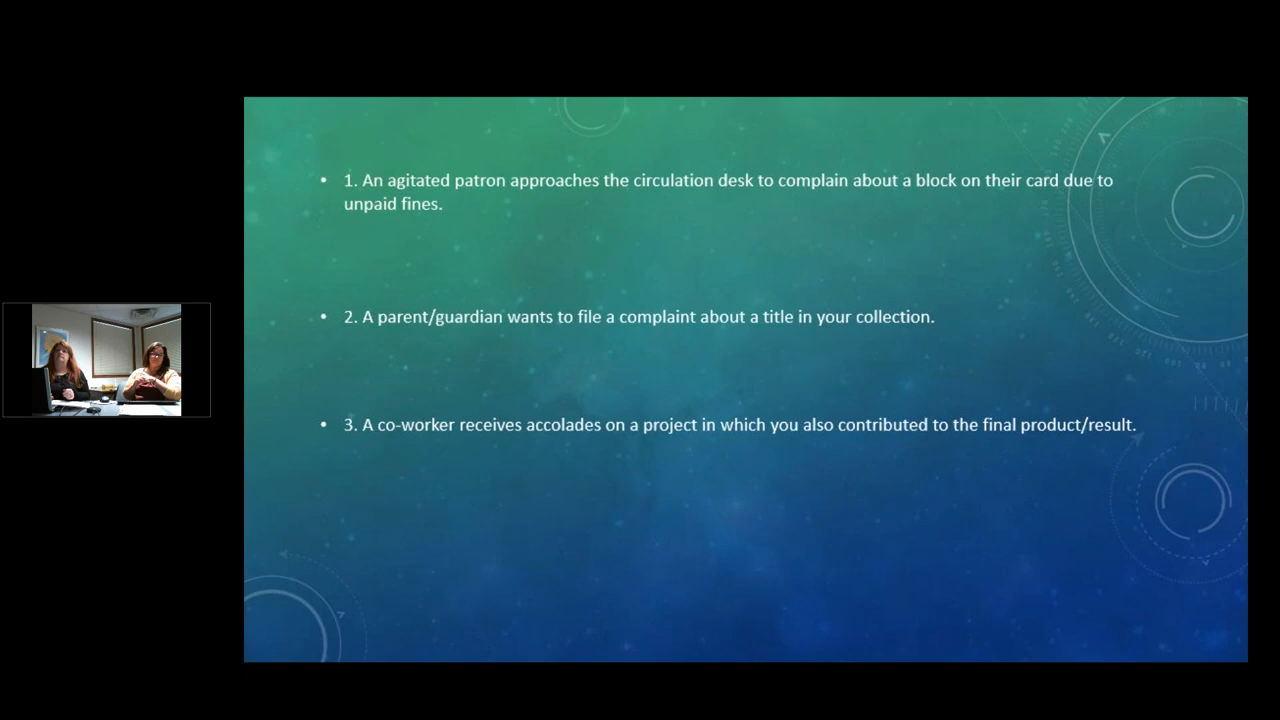 • 1. An agitated patron approaches the circulation desk to complain about a block on their card due to
unpaid fines.
• 2. A parent/guardian wants to file a complaint about a title in your collection.
• 3. A co-worker receives accolades on a project in which you also contributed to the final product/result.